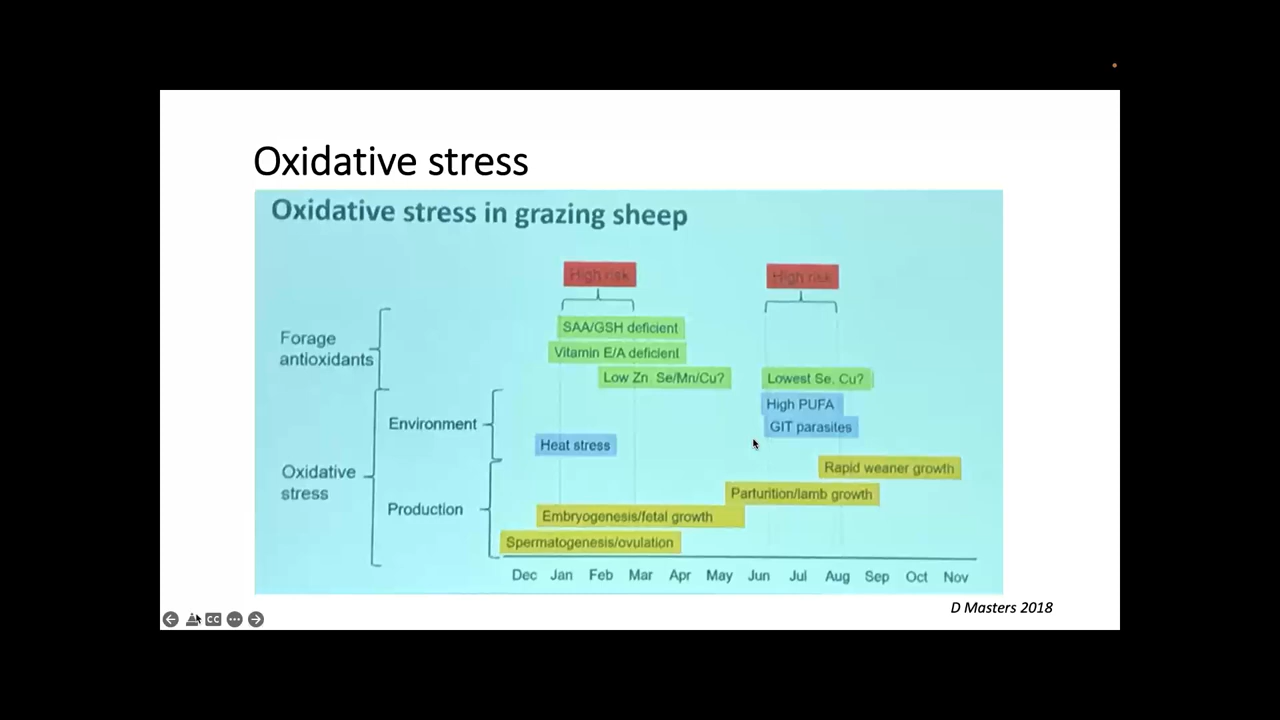 Oxidative stress
Oxidative stress in grazing sheep
High risk
High risk
Forage
antioxidants
SAA/GSH deficient
Vitamin E/A deficient
Low Zn Se/Mn/Cu?
Lowest Se. Cu?
Environment
High PUFA
GIT parasites
Heat stress
Oxidative
stress
Production
Rapid weaner growth
Parturition/lamb growth
Embryogenesis/fetal growth
Spermatogenesis/ovulation
Dec Jan Feb Mar Apr May Jun Jul Aug Sep Oct Nov
D Masters 2018
CC